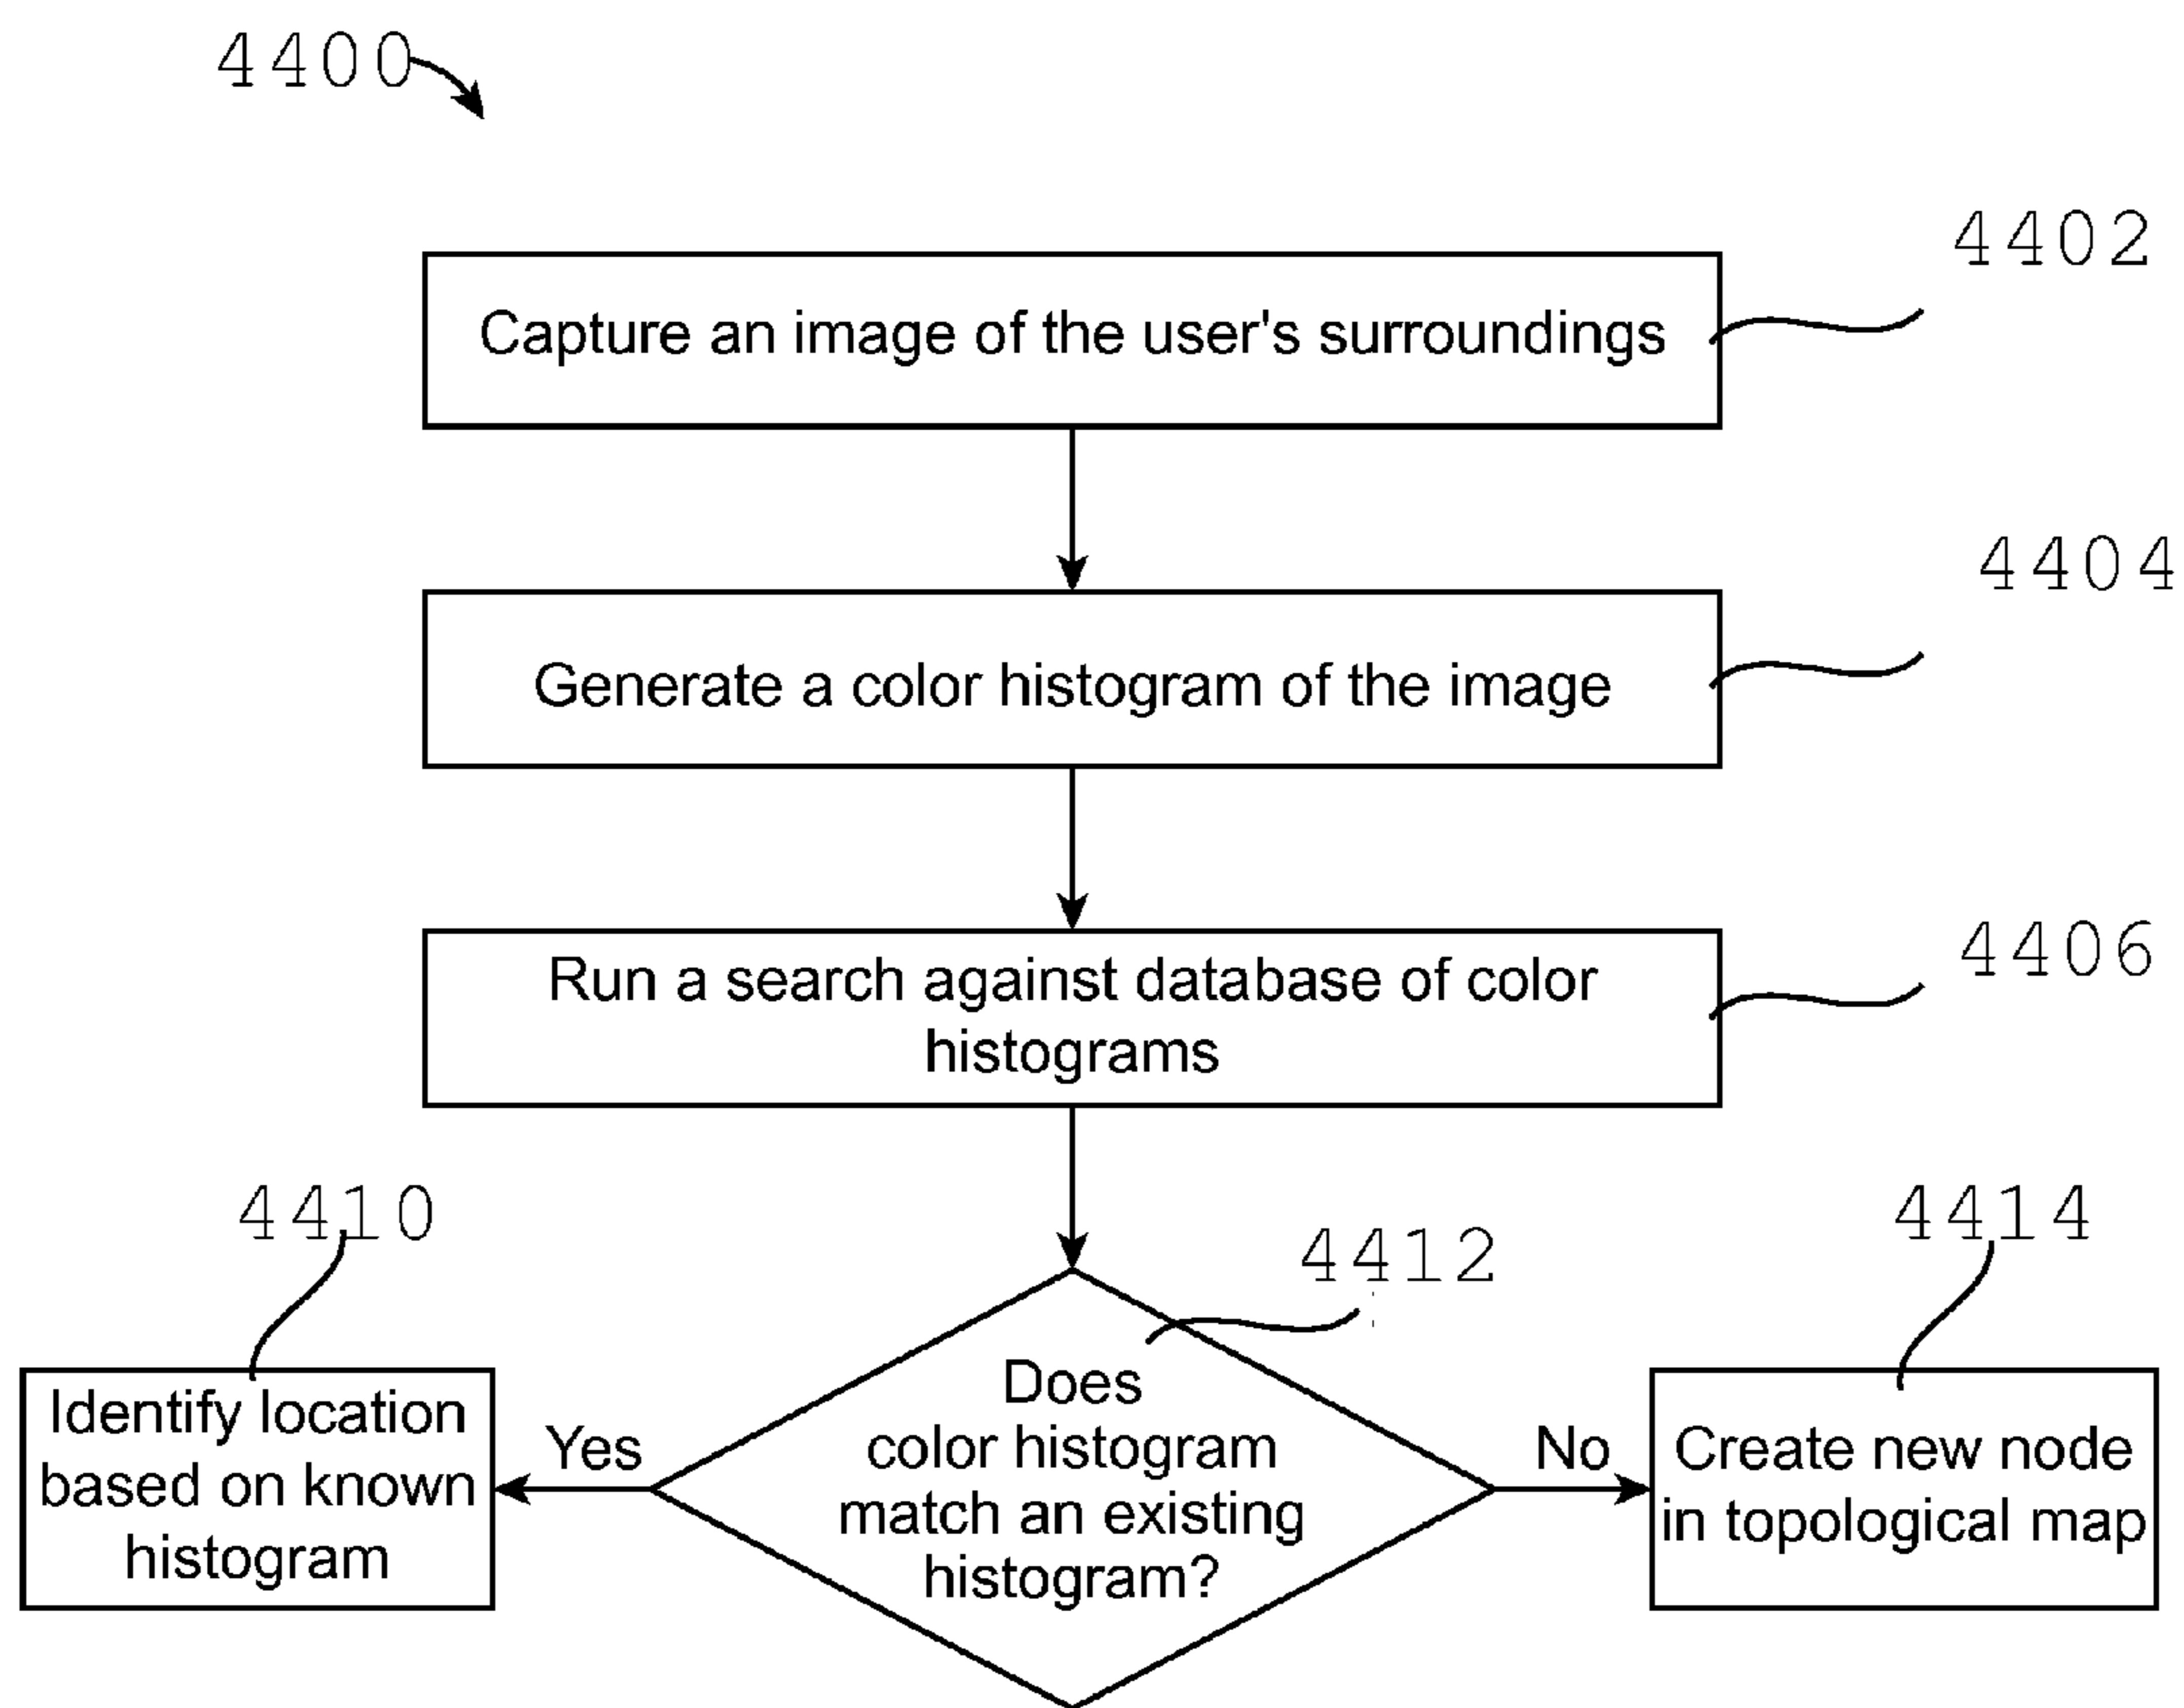 4400
4402
Capture an image of the user's surroundings
4404
Generate a color histogram of the image
4406
Run a search against database of color
histograms
4410
4412
4414
Identify location
based on known
histogram
Yes
Does
color histogram
match an existing
histogram?
No
Create new node
in topological map